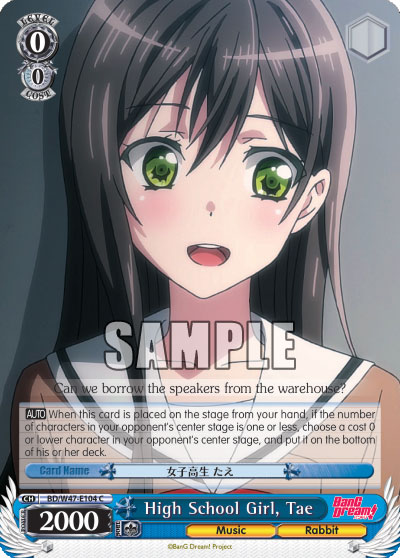 LEVEL
0
0
COST
SAMPLE
Can we borrow the speakers from the warehouse?
AUTO When this card is placed on the stage from your hand, if the number
of characters in your opponent's center stage is one or less, choose a cost 0
or lower character in your opponent's center stage, and put it on the bottom
of his or her deck.
Card Name 女子高生 たえ
CH BD/W47-E104 C
High School Girl, Tae
BanG Dream!
POWER 2000
Music Rabbit
©BanG Dream! Project